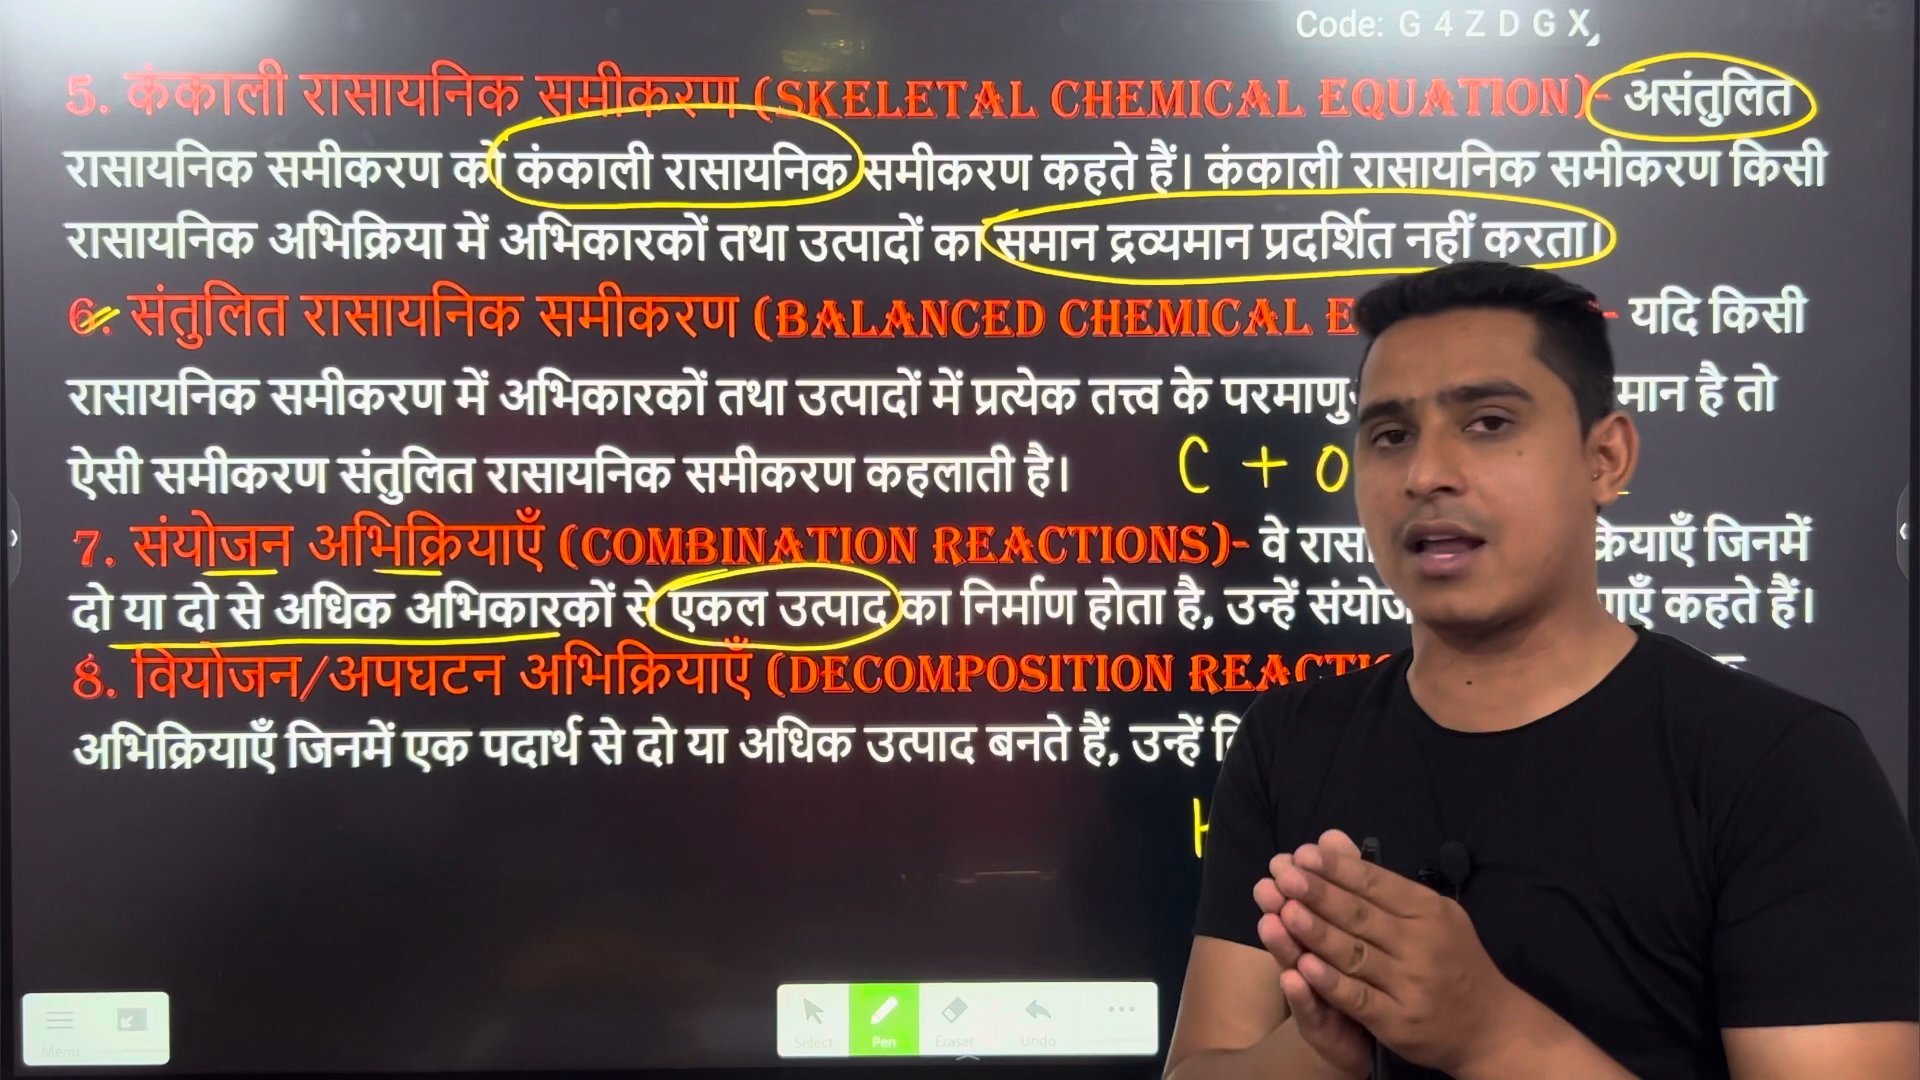 Code: G 4 Z D G X
5. कंकाली रासायनिक समीकरण (SKELETAL CHEMICAL EQUATION)- असंतुलित
रासायनिक समीकरण को कंकाली रासायनिक समीकरण कहते हैं। कंकाली रासायनिक समीकरण किसी
रासायनिक अभिक्रिया में अभिकारकों तथा उत्पादों का समान द्रव्यमान प्रदर्शित नहीं करता।
6. संतुलित रासायनिक समीकरण (BALANCED CHEMICAL - यदि किसी
रासायनिक समीकरण में अभिकारकों तथा उत्पादों में प्रत्येक तत्त्व के परमाणु है तो
ऐसी समीकरण संतुलित रासायनिक समीकरण कहलाती है।
C + O
7. संयोजन अभिक्रियाएँ (COMBINATION REACTIONS)- वे जिनमें
दो या दो से अधिक अभिकारकों से एकल उत्पाद का निर्माण होता है, उन्हें कहते हैं।
8. वियोजन/अपघटन अभिक्रियाएँ (DECOMPOSITION
अभिक्रियाएँ जिनमें एक पदार्थ से दो या अधिक उत्पाद बनते हैं, उन्हें
H
Menu
Select Pen Eraser Undo